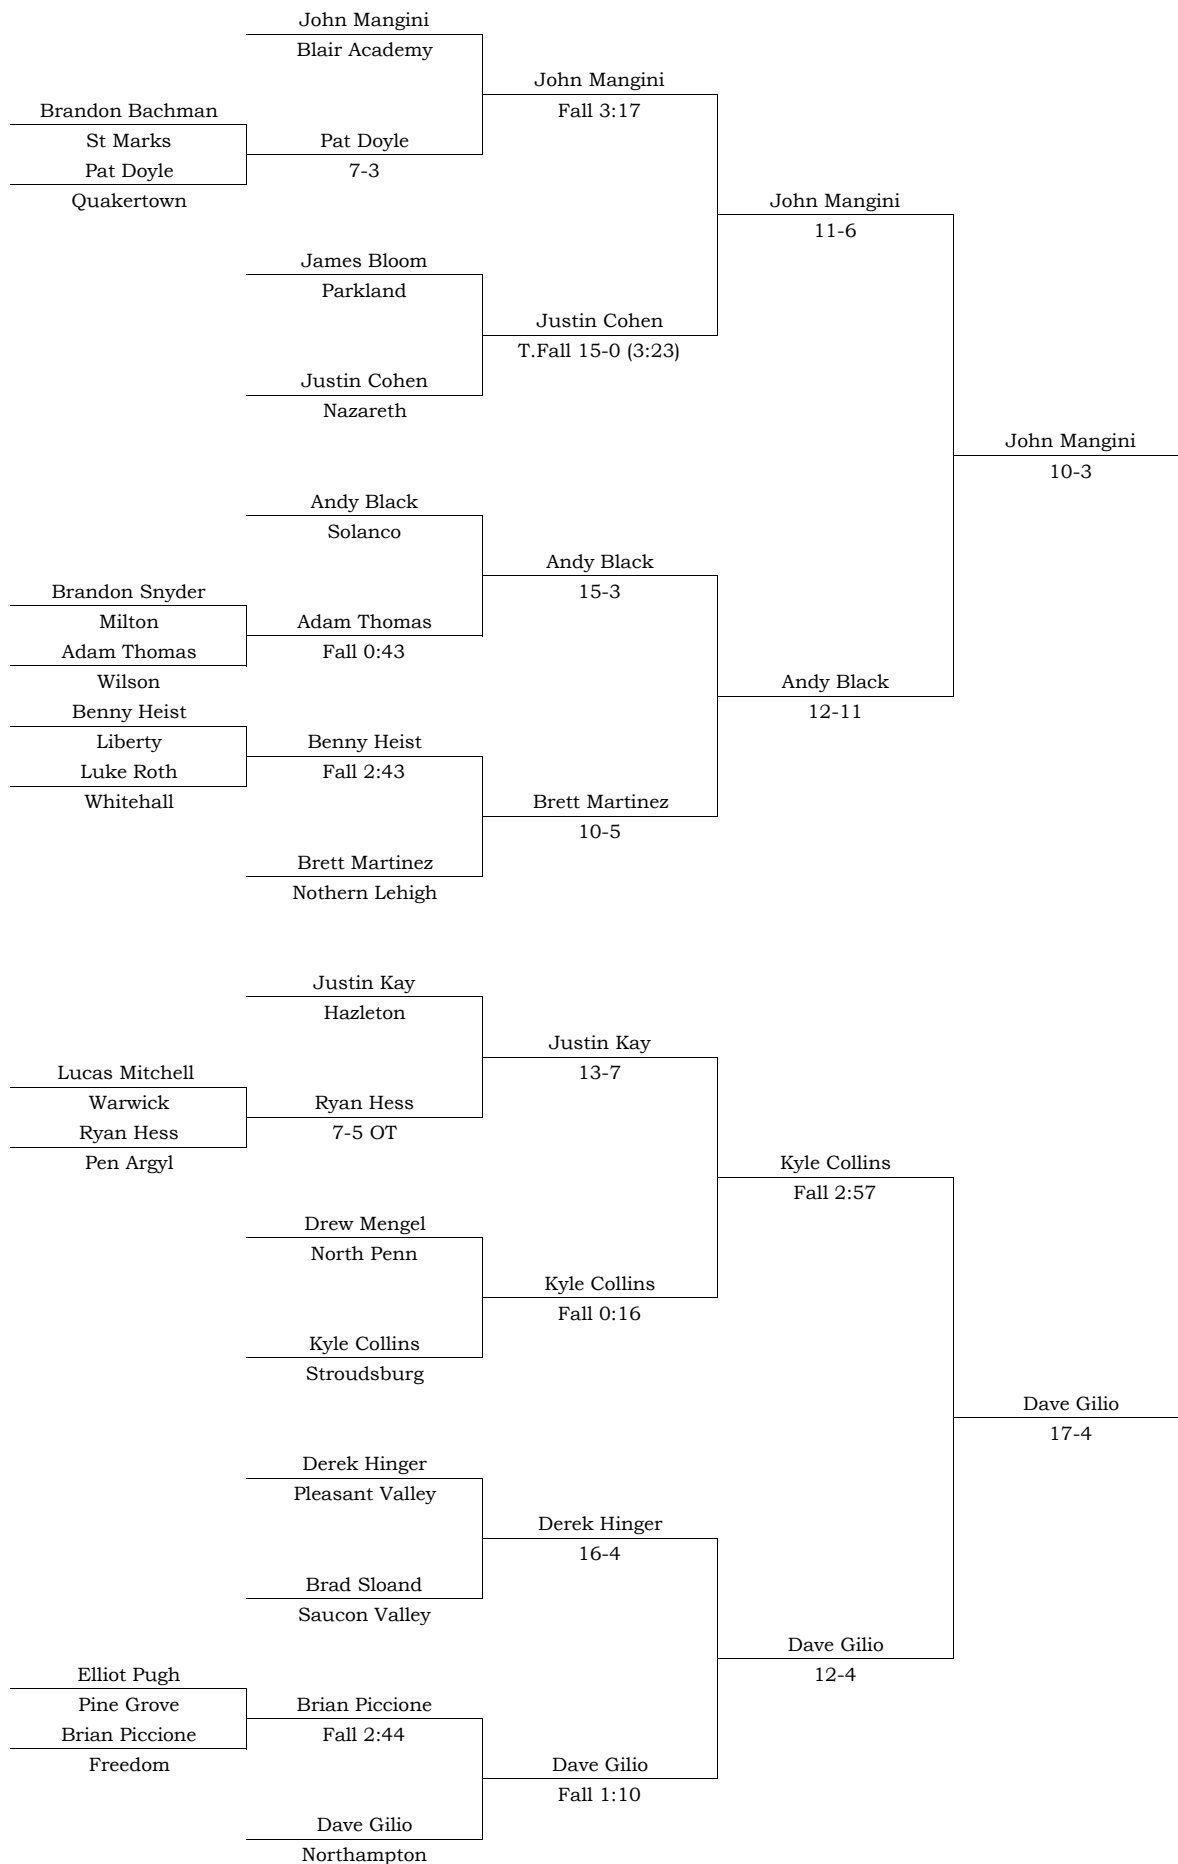 John Mangini
Blair Academy
John Mangini
Fall 3:17
Brandon Bachman
St Marks
Pat Doyle
Pat Doyle
7-3
Quakertown
John Mangini
11-6
James Bloom
Parkland
Justin Cohen
T.Fall 15-0 (3:23)
Justin Cohen
Nazareth
John Mangini
10-3
Andy Black
Solanco
Andy Black
15-3
Brandon Snyder
Milton
Adam Thomas
Adam Thomas
Fall 0:43
Wilson
Andy Black
12-11
Benny Heist
Liberty
Benny Heist
Luke Roth
Fall 2:43
Whitehall
Brett Martinez
10-5
Brett Martinez
Nothern Lehigh
Justin Kay
Hazleton
Justin Kay
13-7
Lucas Mitchell
Warwick
Ryan Hess
Ryan Hess
7-5 OT
Pen Argyl
Kyle Collins
Fall 2:57
Drew Mengel
North Penn
Kyle Collins
Fall 0:16
Kyle Collins
Stroudsburg
Dave Gilio
17-4
Derek Hinger
Pleasant Valley
Derek Hinger
16-4
Brad Sloand
Saucon Valley
Dave Gilio
12-4
Elliot Pugh
Pine Grove
Brian Piccione
Brian Piccione
Fall 2:44
Freedom
Dave Gilio
Fall 1:10
Dave Gilio
Northampton